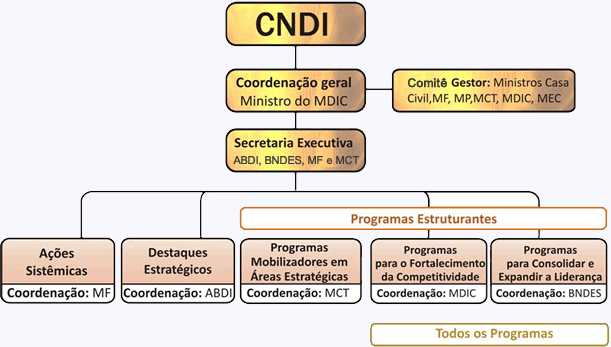 CNDI
Coordenação geral
Ministro do MDIC
Comitê Gestor: Ministros Casa
Civil,MF, MP,MCT, MDIC, MEC
Secretaria Executiva
ABDI, BNDES, MF e MCT
Programas Estruturantes
Ações
Sistêmicas
Coordenação: MF
Destaques
Estratégicos
Coordenação: ABDI
Programas
Mobilizadores em
Áreas Estratégicas
Coordenação: MCT
Programas
para o Fortalecimento
da Competitividade
Coordenação: MDIC
Programas
para Consolidar e
Expandir a Liderança
Coordenação: BNDES
Todos os Programas